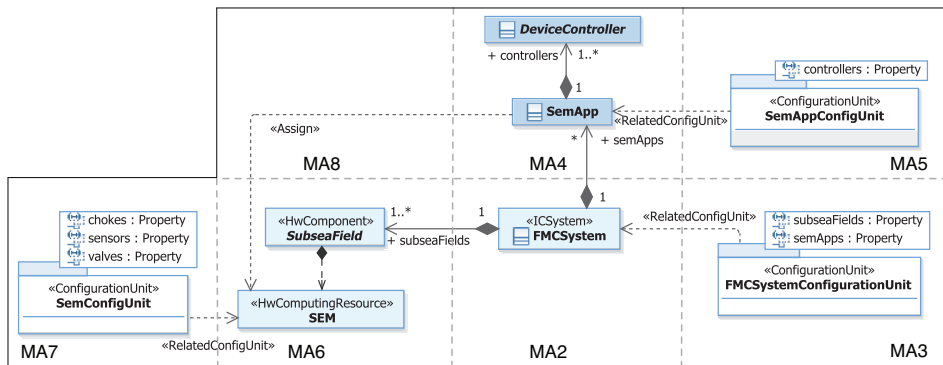 DeviceController
+ controllers
1..*
1
controllers : Property
«ConfigurationUnit»
SemAppConfigUnit
SemApp
«RelatedConfigUnit»
«Assign»
*
+ semApps
MA8
MA4
MA5
1
chokes : Property
sensors : Property
valves : Property
«ConfigurationUnit»
SemConfigUnit
«HwComponent»
SubseaField
1..*
1
+ subseaFields
«ICSystem»
FMCSystem
«RelatedConfigUnit»
subseaFields : Property
semApps : Property
«ConfigurationUnit»
FMCSystemConfigurationUnit
«HwComputingResource»
SEM
«RelatedConfigUnit»
MA7
MA6
MA2
MA3